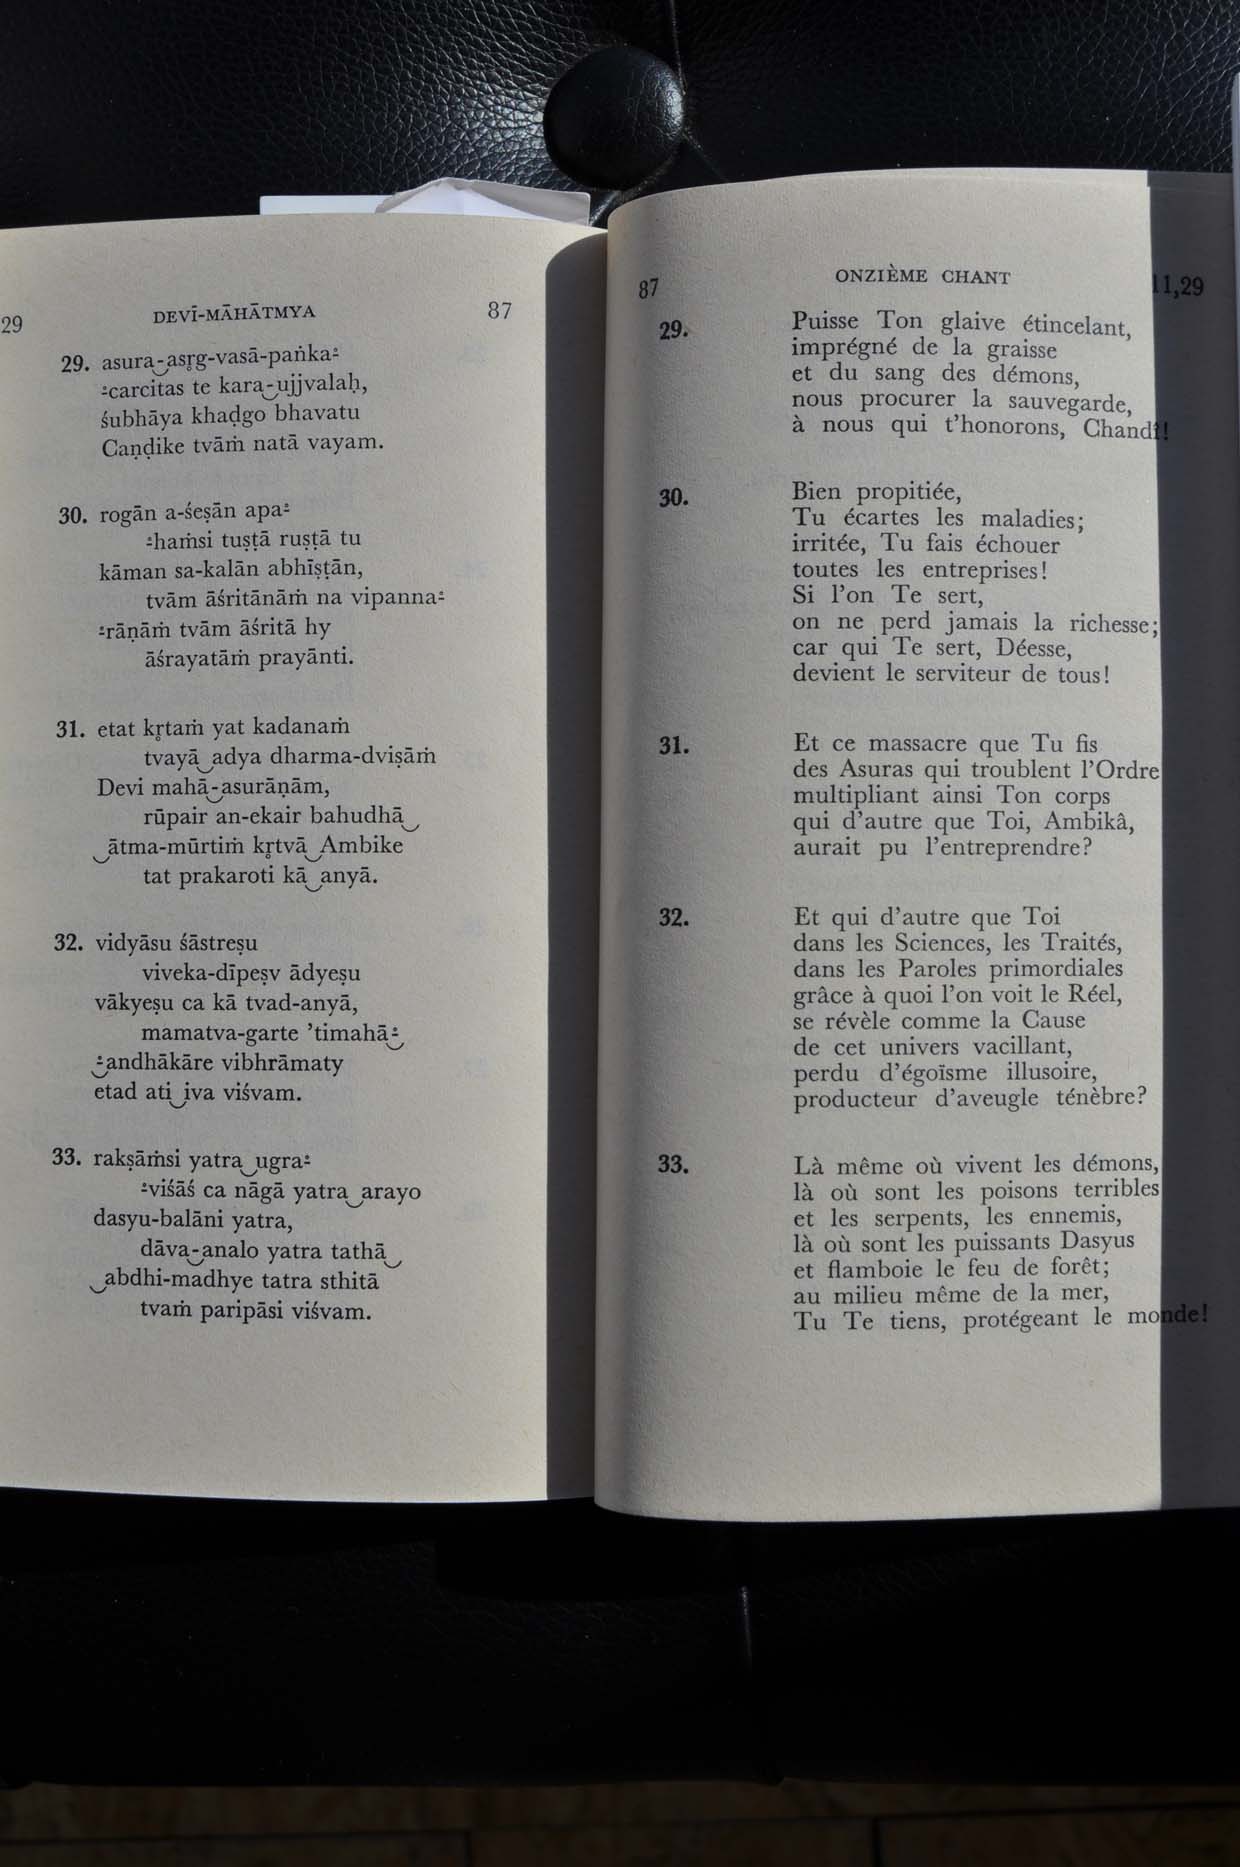 29 DEVĪ-MĀHĀTMYA 87
29. asura‿-asr̥g-vasā-paṅka÷
÷carcitas te kara‿-ujjvalaḥ,
śubhāya khaḍgo bhavatu
Caṇḍike tvāṁ natā vayam.
30. rogān a-śeṣān apa÷
÷haṁsi tuṣṭā ruṣṭā tu
kāman sa-kalān abhīṣṭān,
tvām āśritānāṁ na vipanna÷
÷rāṇāṁ tvām āśritā hy
āśrayatāṁ prayānti.
31. etat kr̥taṁ yat kadanaṁ
tvayā‿adya dharma-dviṣāṁ
Devi mahā‿-asurāṇām,
rūpair an-ekair bahudhā‿
‿ātma-mūrtiṁ kr̥tvā‿Ambike
tat prakaroti kā‿anyā.
32. vidyāsu śāstreṣu
viveka-dīpeṣv ādyeṣu
vākyeṣu ca kā tvad-anyā,
mamatva-garte ’timahā÷‿
‿÷andhākāre vibhrāmaty
etad ati‿iva viśvam.
33. rakṣāṁsi yatra‿ugra÷
÷viśāś ca nāgā yatra‿arayo
dasyu-balāni yatra,
dāva‿-analo yatra tathā‿
‿abdhi-madhye tatra sthitā
tvaṁ paripāsi viśvam.
87 ONZIÈME CHANT 11,29
29. Puisse Ton glaive étincelant,
imprégné de la graisse
et du sang des démons,
nous procurer la sauvegarde,
à nous qui t’honorons, Chandî!
30. Bien propitiée,
Tu écartes les maladies;
irritée, Tu fais échouer
toutes les entreprises!
Si l’on Te sert,
on ne perd jamais la richesse;
car qui Te sert, Déesse,
devient le serviteur de tous!
31. Et ce massacre que Tu fis
des Asuras qui troublent l’Ordre
multipliant ainsi Ton corps
qui d’autre que Toi, Ambikâ,
aurait pu l’entreprendre?
32. Et qui d’autre que Toi
dans les Sciences, les Traités,
dans les Paroles primordiales
grâce à quoi l’on voit le Réel,
se révèle comme la Cause
de cet univers vacillant,
perdu d’égoïsme illusoire,
producteur d’aveugle ténèbre?
33. Là même où vivent les démons,
là où sont les poisons terribles
et les serpents, les ennemis,
là où sont les puissants Dasyus
et flamboie le feu de forêt;
au milieu même de la mer,
Tu Te tiens, protégeant le monde!